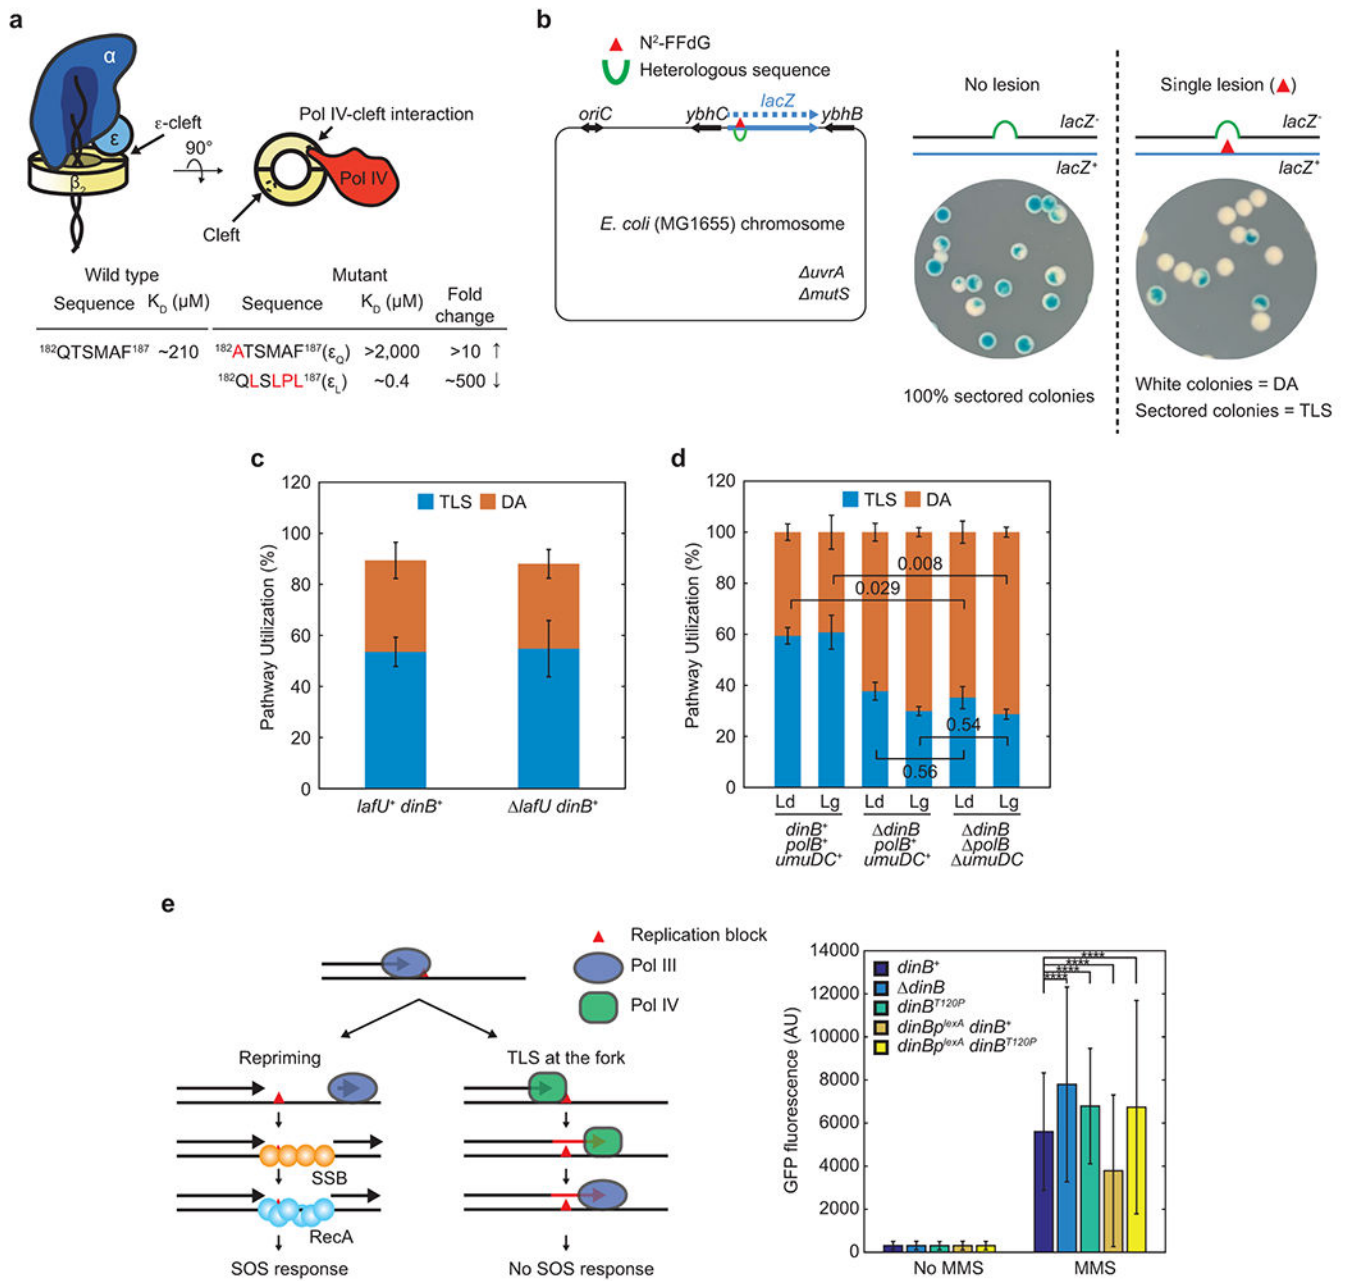 a
α
ε
ε-cleft
β2
90°
Pol IV-cleft interaction
Pol IV
Cleft
Wild type
Mutant
Sequence KD (µM)
Sequence KD (µM) Fold change
182QTSMAF187 ~210
182ATSMAF187(εQ) >2,000 >10 ↑
182QLSLPL187(εL) ~0.4 ~500 ↓
b
N2-FFdG
Heterologous sequence
oriC
ybhC
lacZ
ybhB
E. coli (MG1655) chromosome
ΔuvrA
ΔmutS
No lesion
lacZ-
lacZ+
100% sectored colonies
Single lesion (▲)
lacZ-
lacZ+
White colonies = DA
Sectored colonies = TLS
c
Pathway Utilization (%)
120
100
80
60
40
20
0
TLS DA
lafU+ dinB+
ΔlafU dinB+
d
Pathway Utilization (%)
120
100
80
60
40
20
0
TLS DA
0.008
0.029
0.54
0.56
Ld Lg Ld Lg Ld Lg
dinB+ ΔdinB ΔdinB
polB+ polB+ ΔpolB
umuDC+ umuDC+ ΔumuDC
e
Replication block
Pol III
Pol IV
Repriming
SSB
RecA
SOS response
TLS at the fork
No SOS response
GFP fluorescence (AU)
14000
12000
10000
8000
6000
4000
2000
0
dinB+
ΔdinB
dinBT120P
dinBplexA dinB+
dinBplexA dinBT120P
****
****
****
****
No MMS
MMS